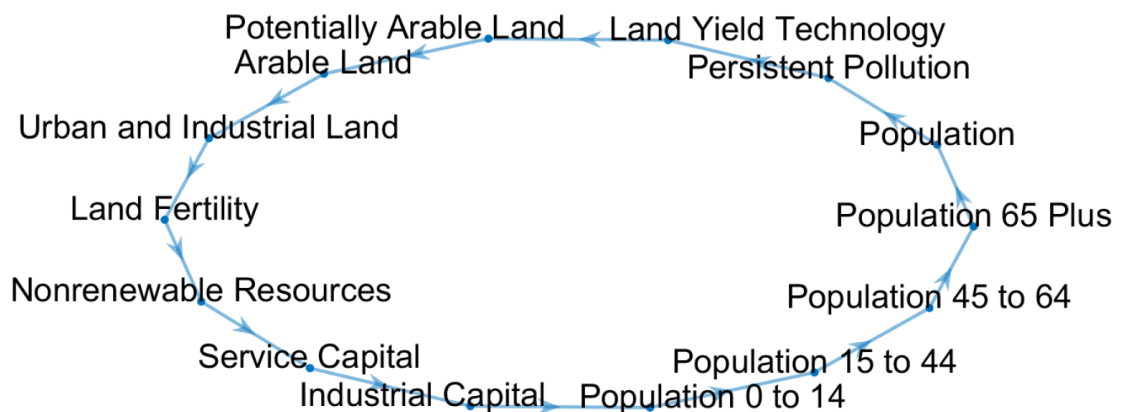 Potentially Arable Land
Land Yield Technology
Arable Land
Persistent Pollution
Urban and Industrial Land
Population
Land Fertility
Population 65 Plus
Nonrenewable Resources
Population 45 to 64
Service Capital
Population 15 to 44
Industrial Capital
Population 0 to 14